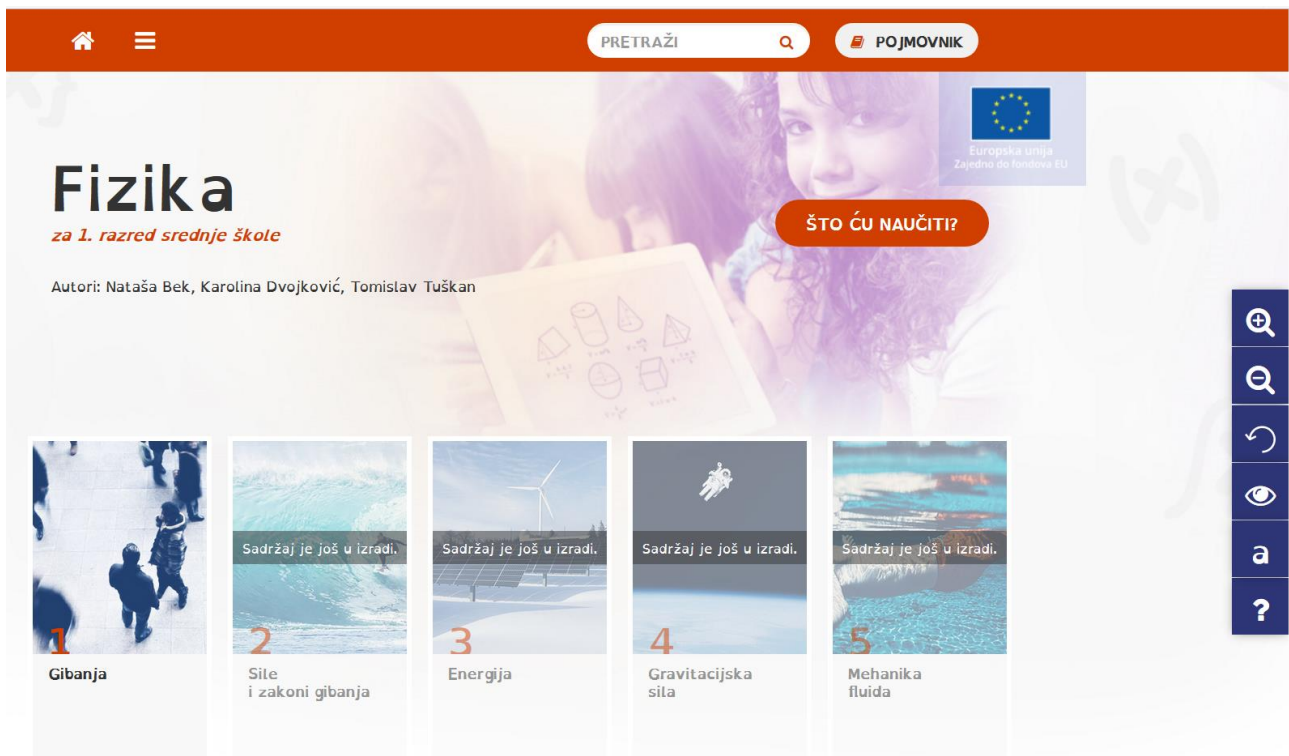 PRETRAŽI
POJMOVNIK
Europska unija
Zajedno do fondova EU
Fizika
za 1. razred srednje škole
ŠTO ĆU NAUČITI?
Autori: Nataša Bek, Karolina Dvojković, Tomislav Tuškan
a
?
1
Gibanja
Sadržaj je još u izradi.
2
Sile
i zakoni gibanja
Sadržaj je još u izradi.
3
Energija
Sadržaj je još u izradi.
4
Gravitacijska
sila
Sadržaj je još u izradi.
5
Mehanika
fluida